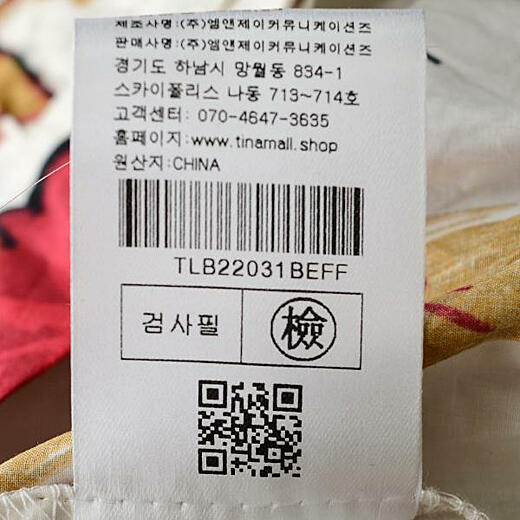 제조사명:(주)엠앤제이커뮤니케이션즈
판매사명:(주)엠앤제이커뮤니케이션즈
경기도 하남시 망월동 834-1
스카이폴리스 나동 713~714호
고객센터: 070-4647-3635
홈페이지:www.tinamall.shop
원산지:CHINA
TLB22031BEFF
검사필 檢